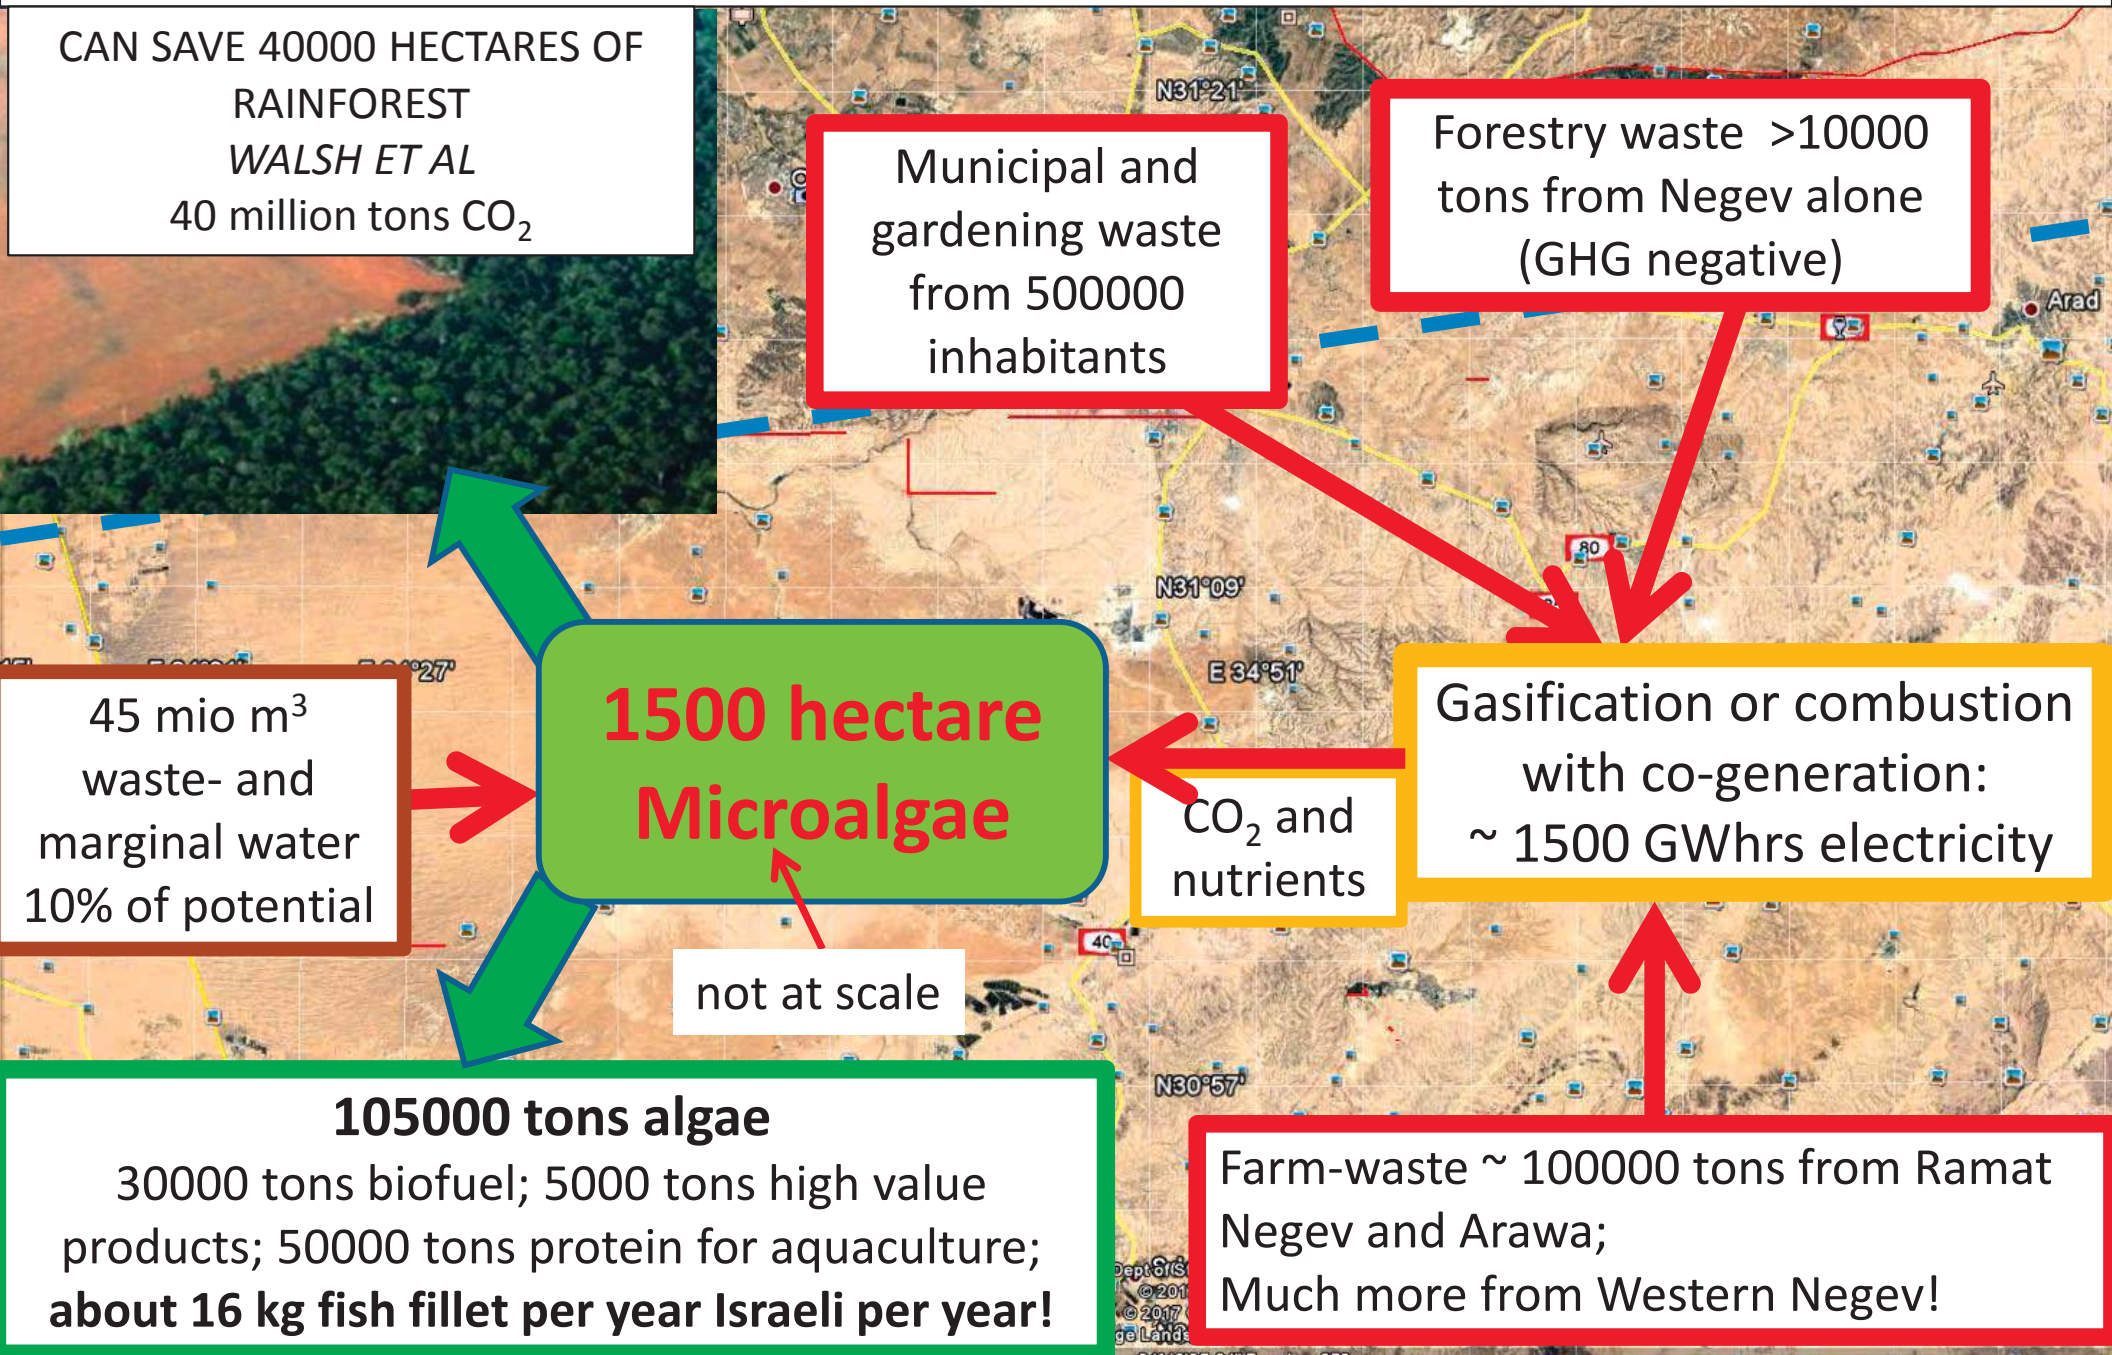 CAN SAVE 40000 HECTARES OF
RAINFOREST
WALSH ET AL
40 million tons CO₂
N31°21'
Municipal and
gardening waste
from 500000
inhabitants
Forestry waste >10000
tons from Negev alone
(GHG negative)
Arad
80
N31°09'
°27'
E 34°51'
45 mio m³
waste- and
marginal water
10% of potential
1500 hectare
Microalgae
CO₂ and
nutrients
Gasification or combustion
with co-generation:
~ 1500 GWhrs electricity
40
not at scale
N30°57'
105000 tons algae
30000 tons biofuel; 5000 tons high value
products; 50000 tons protein for aquaculture;
about 16 kg fish fillet per year Israeli per year!
Farm-waste ~ 100000 tons from Ramat
Negev and Arawa;
Much more from Western Negev!
© 2017